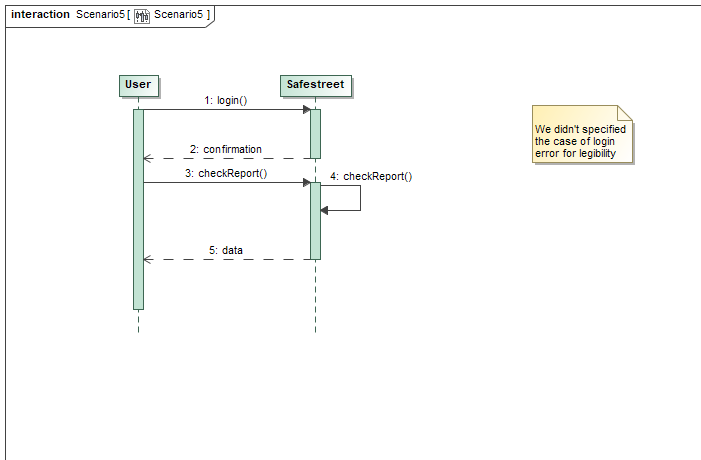 interaction Scenario5 [ Scenario5 ]
User
Safestreet
1: login()
2: confirmation
3: checkReport()
4: checkReport()
5: data
We didn't specified
the case of login
error for legibility